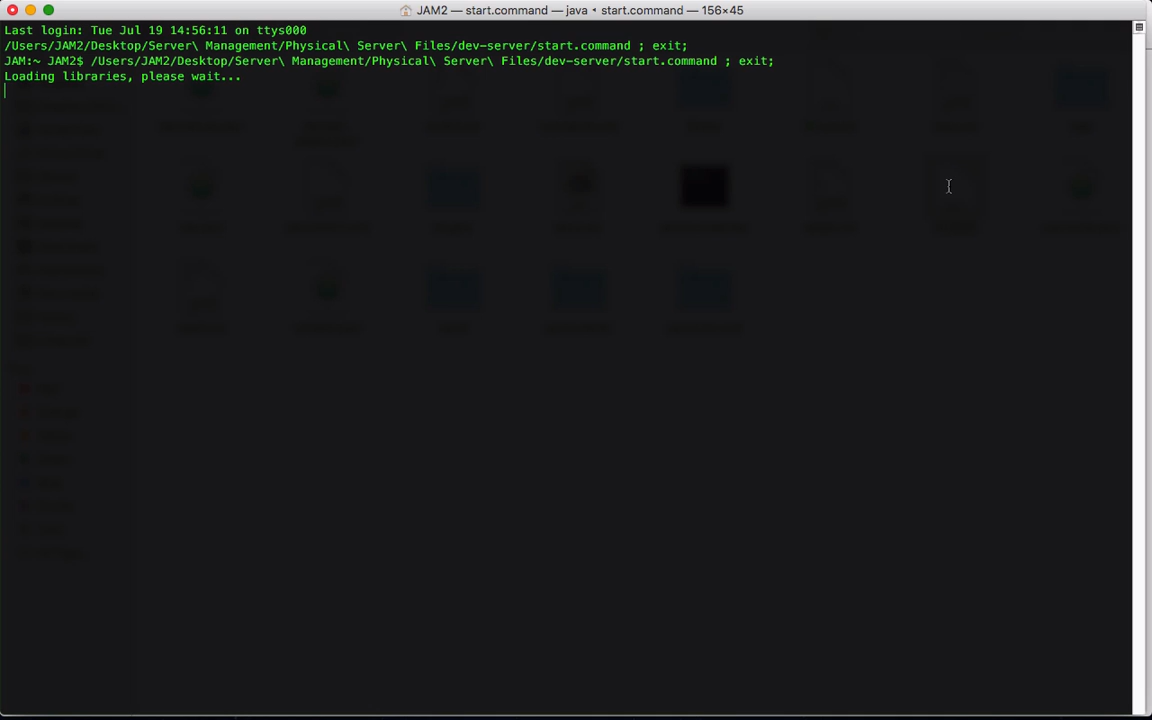 JAM2 — start.command — java ◂ start.command — 156×45
Last login: Tue Jul 19 14:56:11 on ttys000
/Users/JAM2/Desktop/Server\ Management/Physical\ Server\ Files/dev-server/start.command ; exit;
JAM:~ JAM2$ /Users/JAM2/Desktop/Server\ Management/Physical\ Server\ Files/dev-server/start.command ; exit;
Loading libraries, please wait...